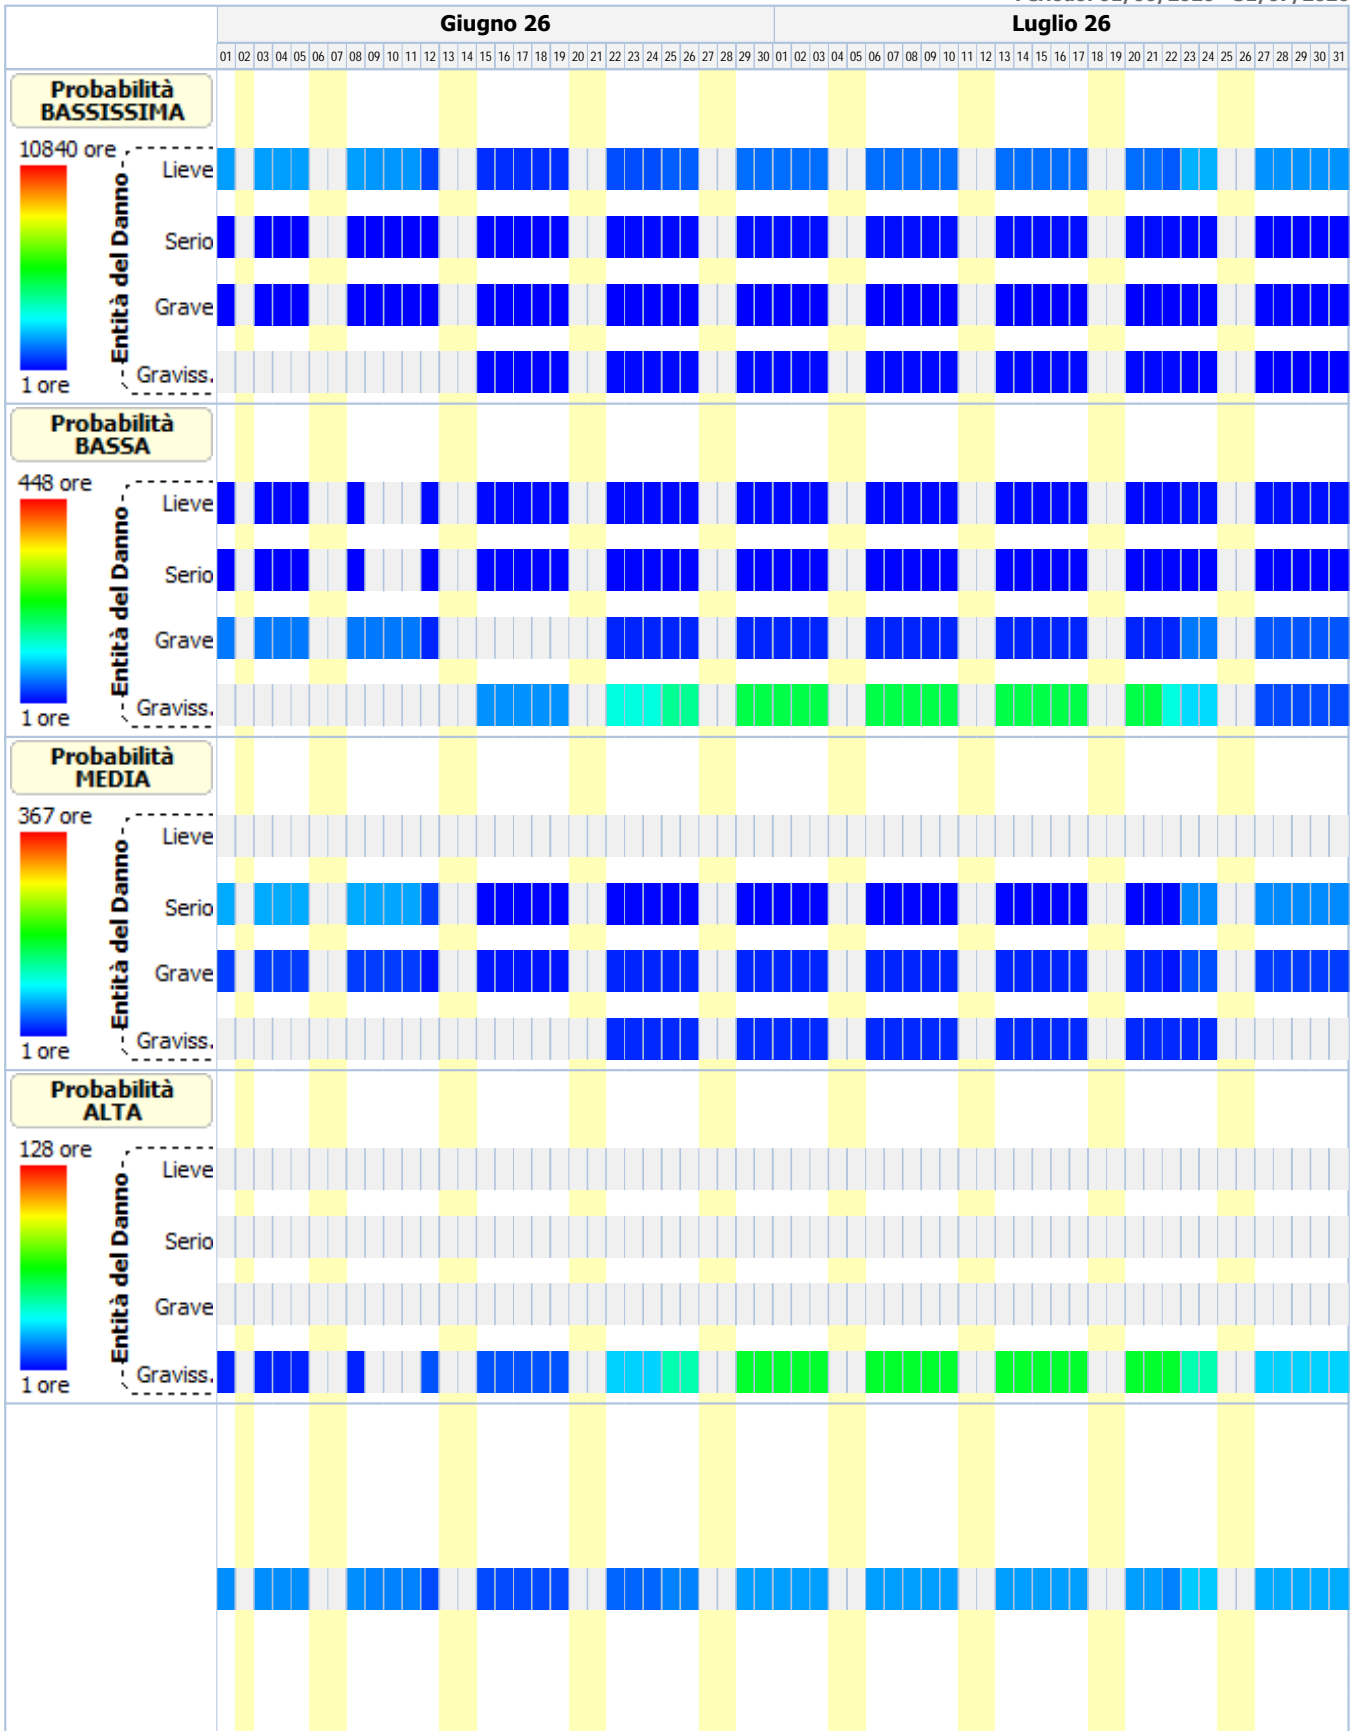 Giugno 26 Luglio 26
01 02 03 04 05 06 07 08 09 10 11 12 13 14 15 16 17 18 19 20 21 22 23 24 25 26 27 28 29 30 01 02 03 04 05 06 07 08 09 10 11 12 13 14 15 16 17 18 19 20 21 22 23 24 25 26 27 28 29 30 31
Probabilità
BASSISSIMA
10840 ore
1 ore
Entità del Danno
Lieve
Serio
Grave
Graviss.
Probabilità
BASSA
448 ore
1 ore
Entità del Danno
Lieve
Serio
Grave
Graviss.
Probabilità
MEDIA
367 ore
1 ore
Entità del Danno
Lieve
Serio
Grave
Graviss.
Probabilità
ALTA
128 ore
1 ore
Entità del Danno
Lieve
Serio
Grave
Graviss.